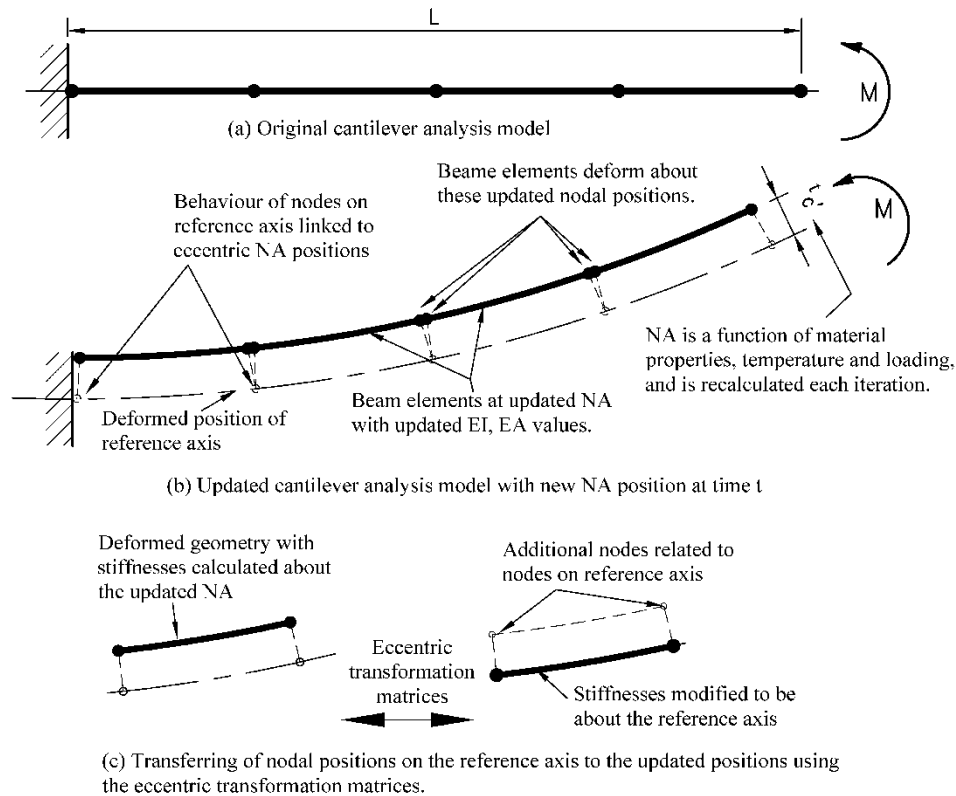 L
M
(a) Original cantilever analysis model
Beame elements deform about
these updated nodal positions.
Behaviour of nodes on
reference axis linked to
eccentric NA positions
M
NA is a function of material
properties, temperature and loading,
and is recalculated each iteration.
Deformed position of
reference axis
Beam elements at updated NA
with updated EI, EA values.
(b) Updated cantilever analysis model with new NA position at time t
Deformed geometry with
stiffnesses calculated about
the updated NA
Additional nodes related to
nodes on reference axis
Eccentric
transformation
matrices
Stiffnesses modified to be
about the reference axis
(c) Transferring of nodal positions on the reference axis to the updated positions using
the eccentric transformation matrices.